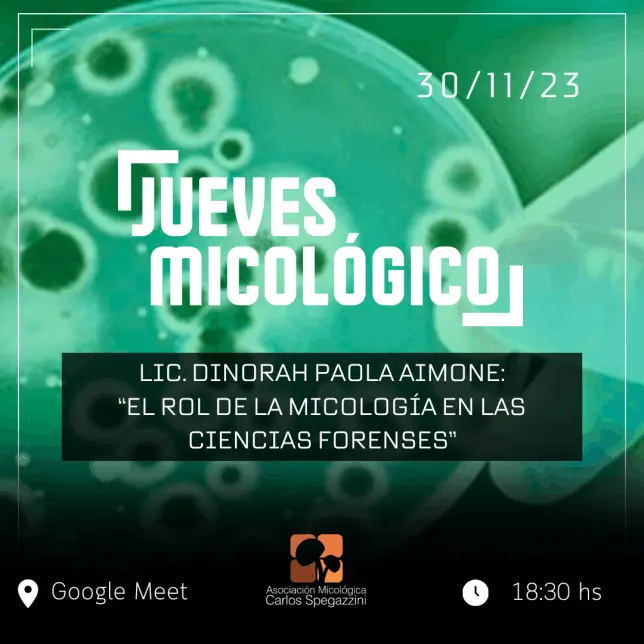 30/11/23
JUEVES
MICOLÓGICO
LIC. DINORAH PAOLA AIMONE:
“EL ROL DE LA MICOLOGÍA EN LAS
CIENCIAS FORENSES”
Asociación Micológica
Carlos Spegazzini
Google Meet
18:30 hs